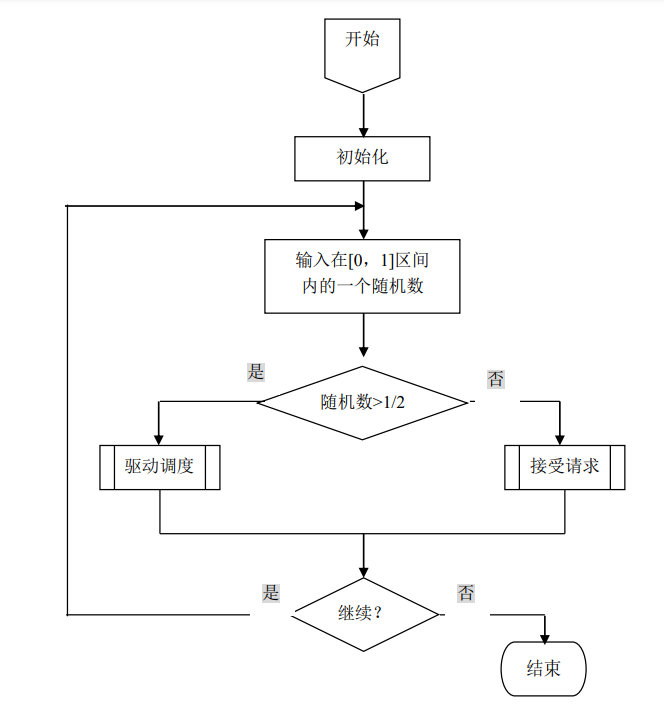 开始
初始化
输入在[0，1]区间
内的一个随机数
是
否
随机数>1/2
驱动调度
接受请求
是
否
继续？
结束